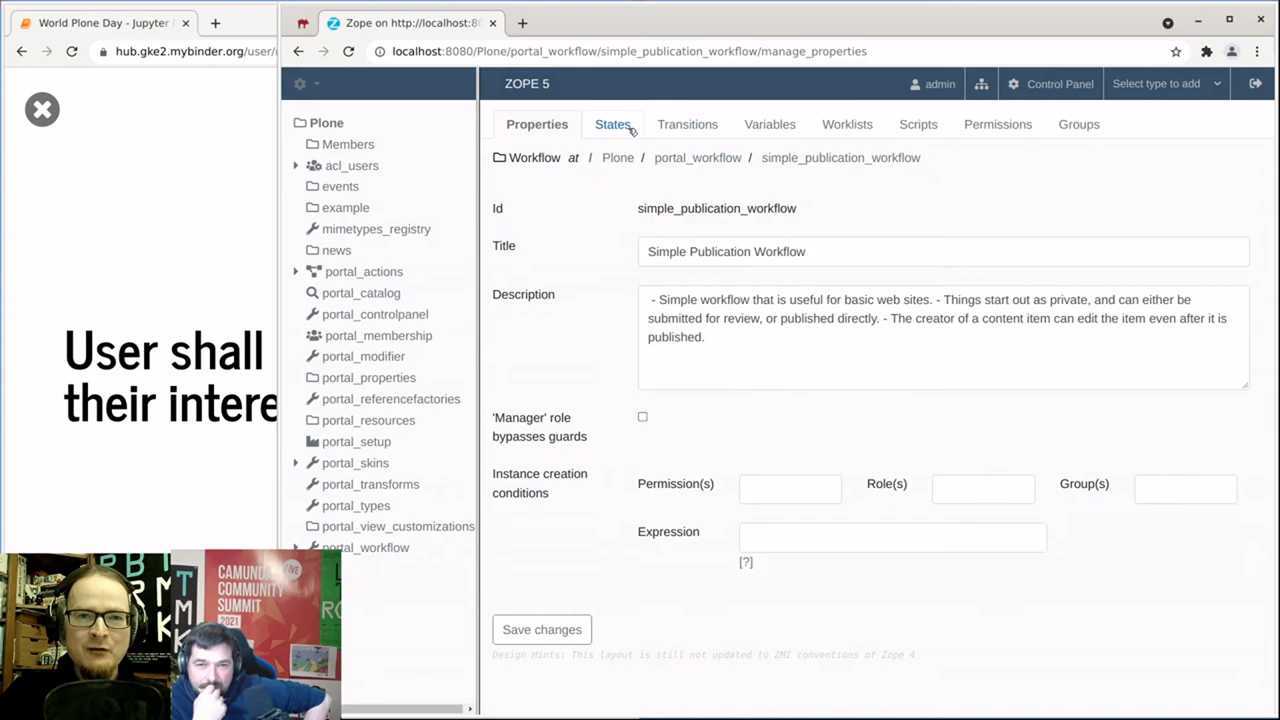 World Plone Day - Jupyter
hub.gke2.mybinder.org/user/
User shall
their intere
Zope on http://localhost:80
localhost:8080/Plone/portal_workflow/simple_publication_workflow/manage_properties
ZOPE 5
admin
Control Panel
Select type to add
Plone
Members
acl_users
events
example
mimetypes_registry
news
portal_actions
portal_catalog
portal_controlpanel
portal_membership
portal_modifier
portal_properties
portal_referencefactories
portal_resources
portal_setup
portal_skins
portal_transforms
portal_types
portal_view_customizations
portal_workflow
Properties States Transitions Variables Worklists Scripts Permissions Groups
Workflow at / Plone / portal_workflow / simple_publication_workflow
Id simple_publication_workflow
Title Simple Publication Workflow
Description
- Simple workflow that is useful for basic web sites. - Things start out as private, and can either be
submitted for review, or published directly. - The creator of a content item can edit the item even after it is
published.
'Manager' role
bypasses guards
Instance creation
conditions
Permission(s) Role(s) Group(s)
Expression
[?]
Save changes
Design Hints: This layout is still not updated to ZMI conventions of Zope 4
CAMUNDA
COMMUNITY
SUMMIT
2021
LIVE